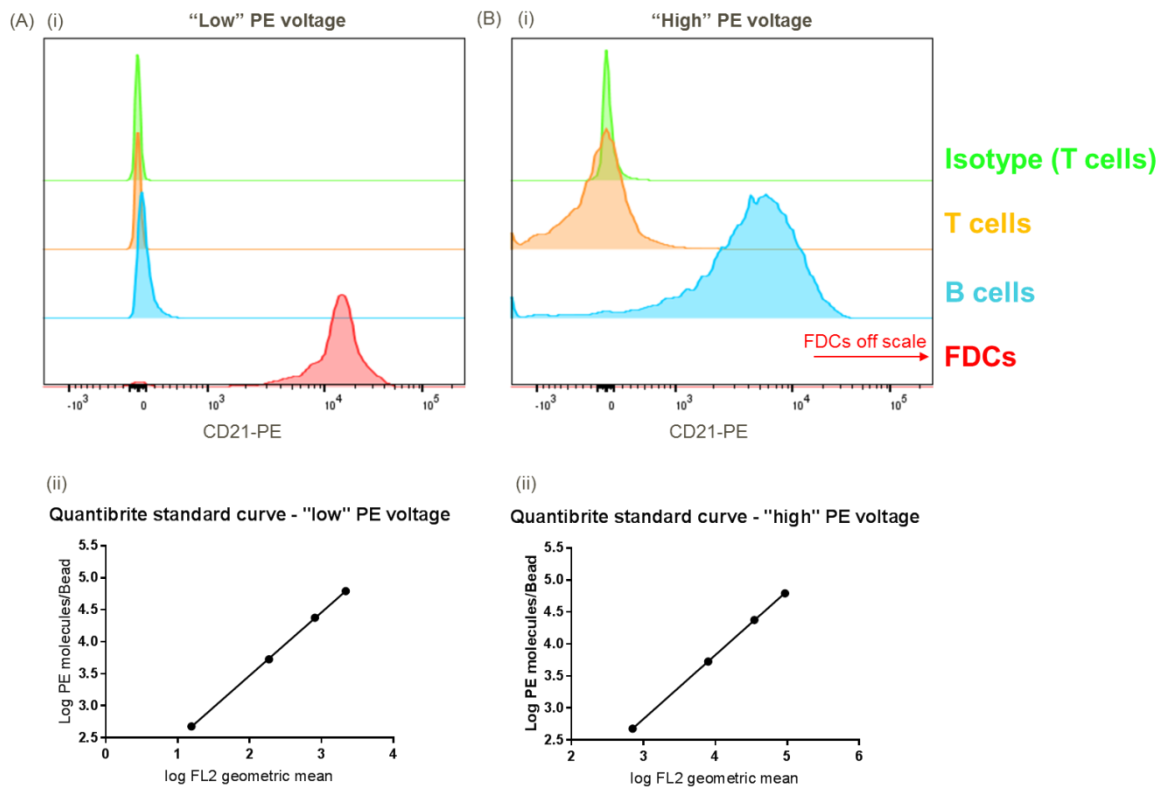 (A) (i) “Low” PE voltage
(B) (i) “High” PE voltage
Isotype (T cells)
T cells
B cells
FDCs off scale
FDCs
-10³ 0 10³ 10⁴ 10⁵
CD21-PE
-10³ 0 10³ 10⁴ 10⁵
CD21-PE
(ii)
Quantibrite standard curve - "low" PE voltage
Log PE molecules/Bead
5.5
5.0
4.5
4.0
3.5
3.0
2.5
0 1 2 3 4
log FL2 geometric mean
(ii)
Quantibrite standard curve - "high" PE voltage
Log PE molecules/Bead
5.5
5.0
4.5
4.0
3.5
3.0
2.5
2 3 4 5 6
log FL2 geometric mean